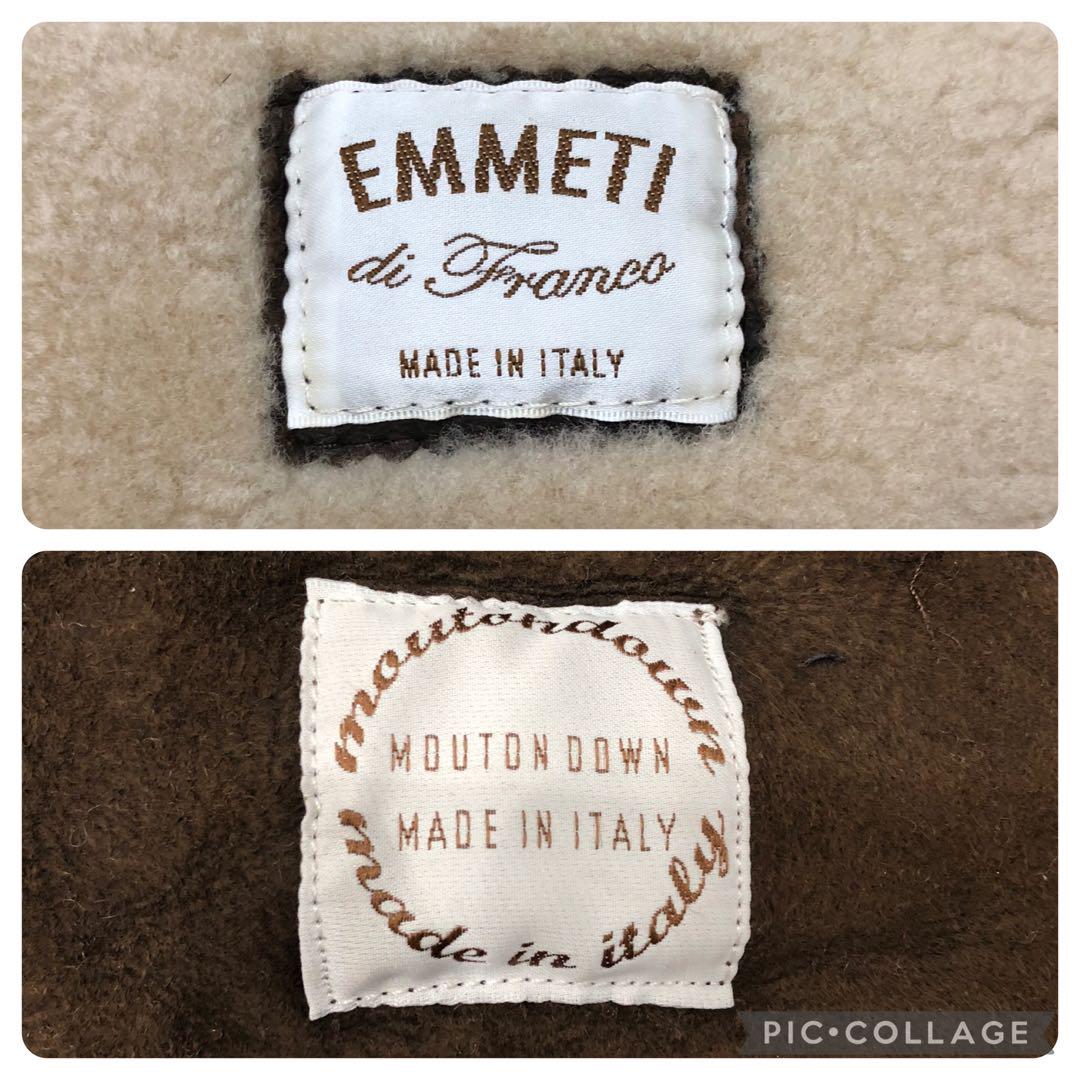 EMMETI
di Franco
MADE IN ITALY
moutondown
MOUTON DOWN
MADE IN ITALY
made in italy
PIC•COLLAGE